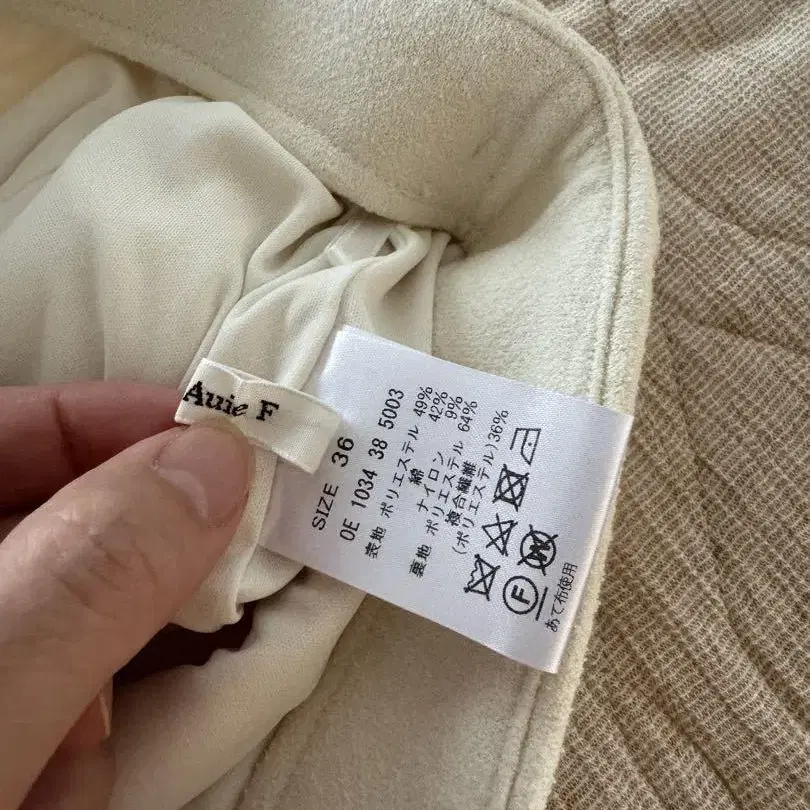 Auie F
SIZE 36
OE 1034 38 5003
表地 ポリエステル 49%
綿 42%
ナイロン 9%
裏地 ポリエステル 64%
複合繊維
(ポリエステル)36%
F
W
あて布使用